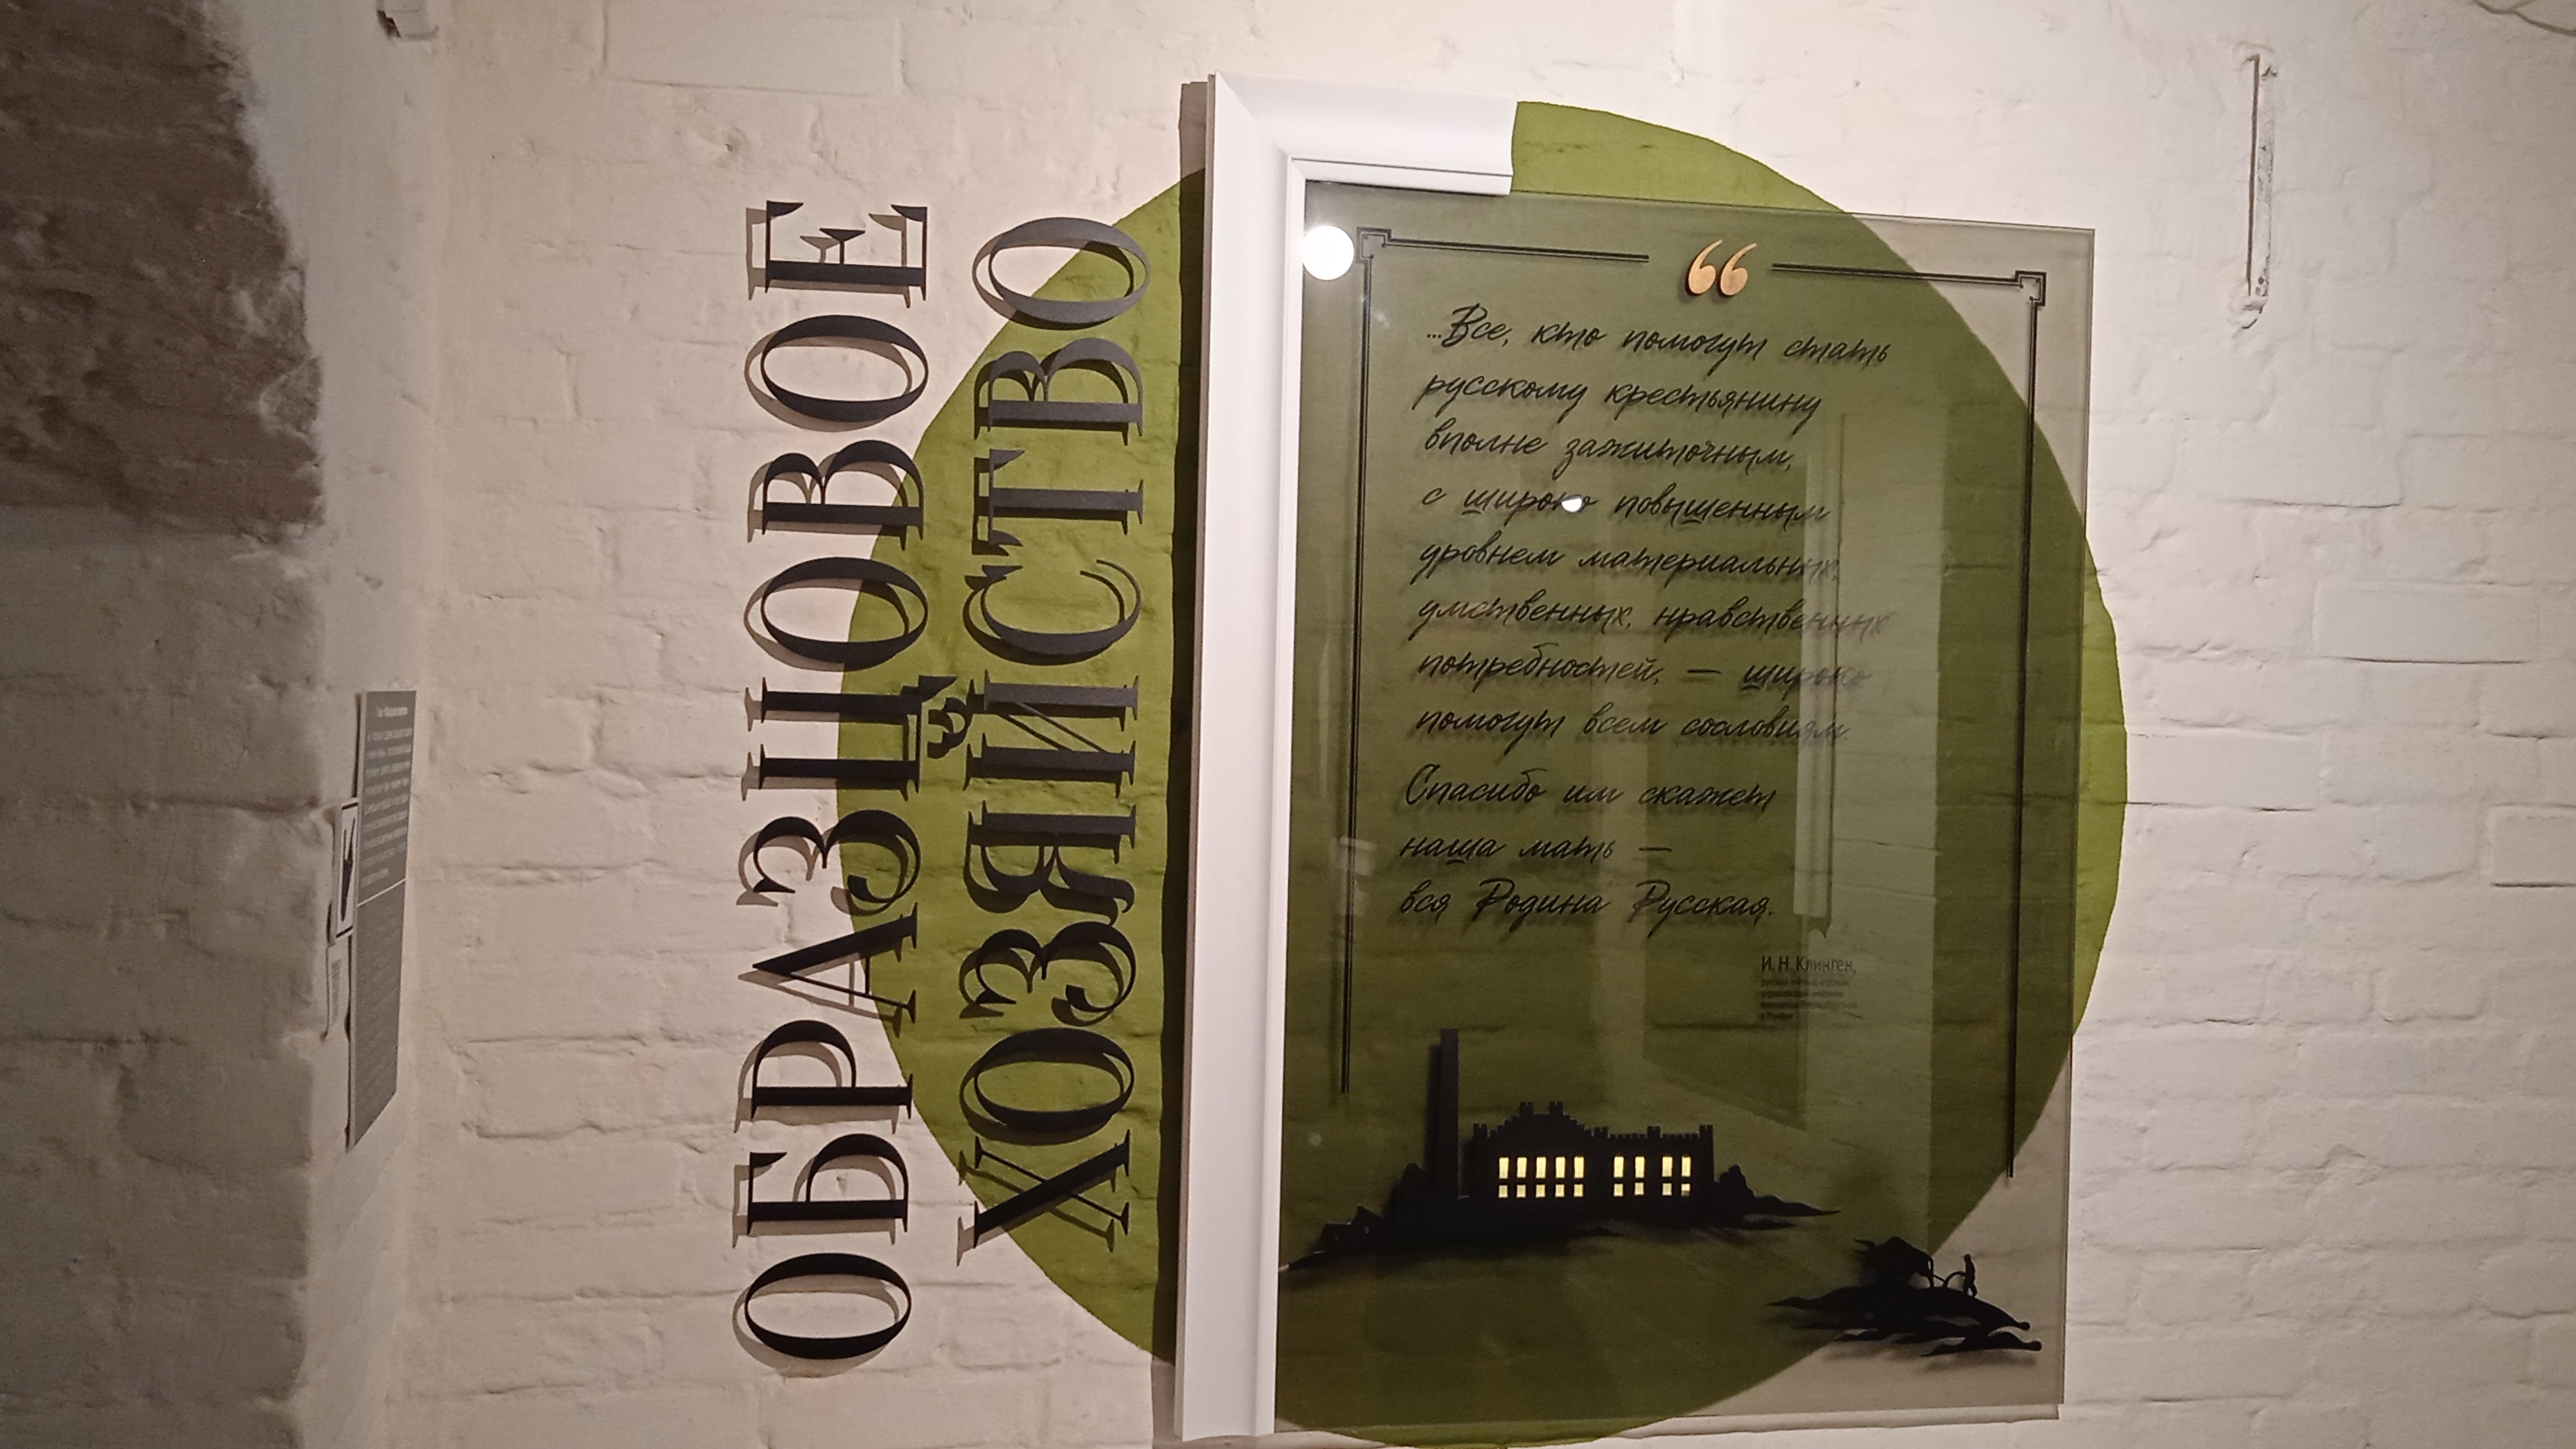 ОБРАЗЦОВОЕ
ХОЗЯЙСТВО
“
...Все, кто помогут стать
русскому крестьянину
вполне зажиточным,
с широко повышенным
уровнем материальных,
умственных, нравственных
потребностей, — широко
помогут всем сословиям.
Спасибо им скажет
наша мать —
вся Родина Русская.
И. Н. Клинген,